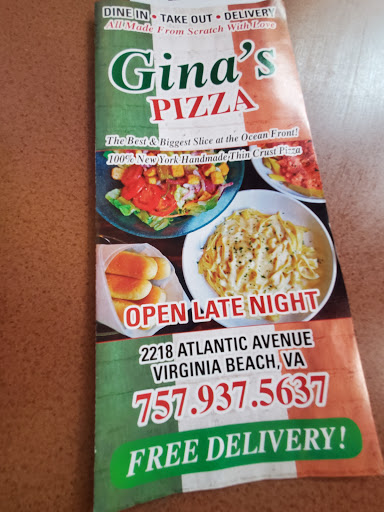 DINE IN • TAKE OUT • DELIVERY
All Made From Scratch With Love
Gina's
PIZZA
The Best & Biggest Slice at the Ocean Front!
100% New York Handmade Thin Crust Pizza
OPEN LATE NIGHT
2218 ATLANTIC AVENUE
VIRGINIA BEACH, VA
757.937.5637
FREE DELIVERY!